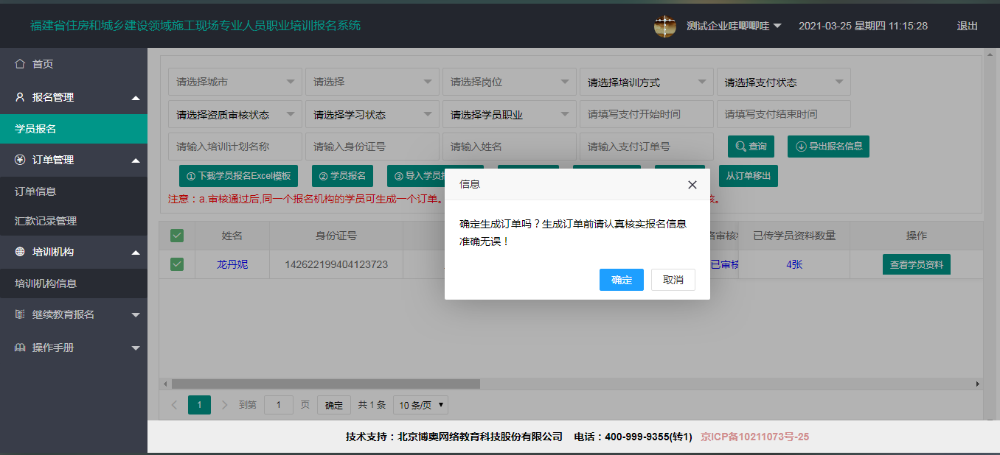 福建省住房和城乡建设领域施工现场专业人员职业培训报名系统
测试企业哇唧唧哇 2021-03-25 星期四 11:15:28 退出
首页
报名管理
学员报名
订单管理
订单信息
汇款记录管理
培训机构
培训机构信息
继续教育报名
操作手册
请选择城市 请选择 请选择岗位 请选择培训方式 请选择支付状态
请选择资质审核状态 请选择学习状态 请选择学员职业 请填写支付开始时间 请填写支付结束时间
请输入培训计划名称 请输入身份证号 请输入姓名 请输入支付订单号 查询 导出报名信息
①下载学员报名Excel模板 ②学员报名 ③导入学员 从订单移出
注意：a.审核通过后,同一个报名机构的学员可生成一个订单。
信息
确定生成订单吗？生成订单前请认真核实报名信息
准确无误！
确定 取消
姓名 身份证号 审核 已传学员资料数量 操作
龙丹妮 142622199404123723 已审核 4张 查看学员资料
1 到第 1 页 确定 共 1 条 10 条/页
技术支持：北京博奥网络教育科技股份有限公司 电话：400-999-9355(转1) 京ICP备10211073号-25